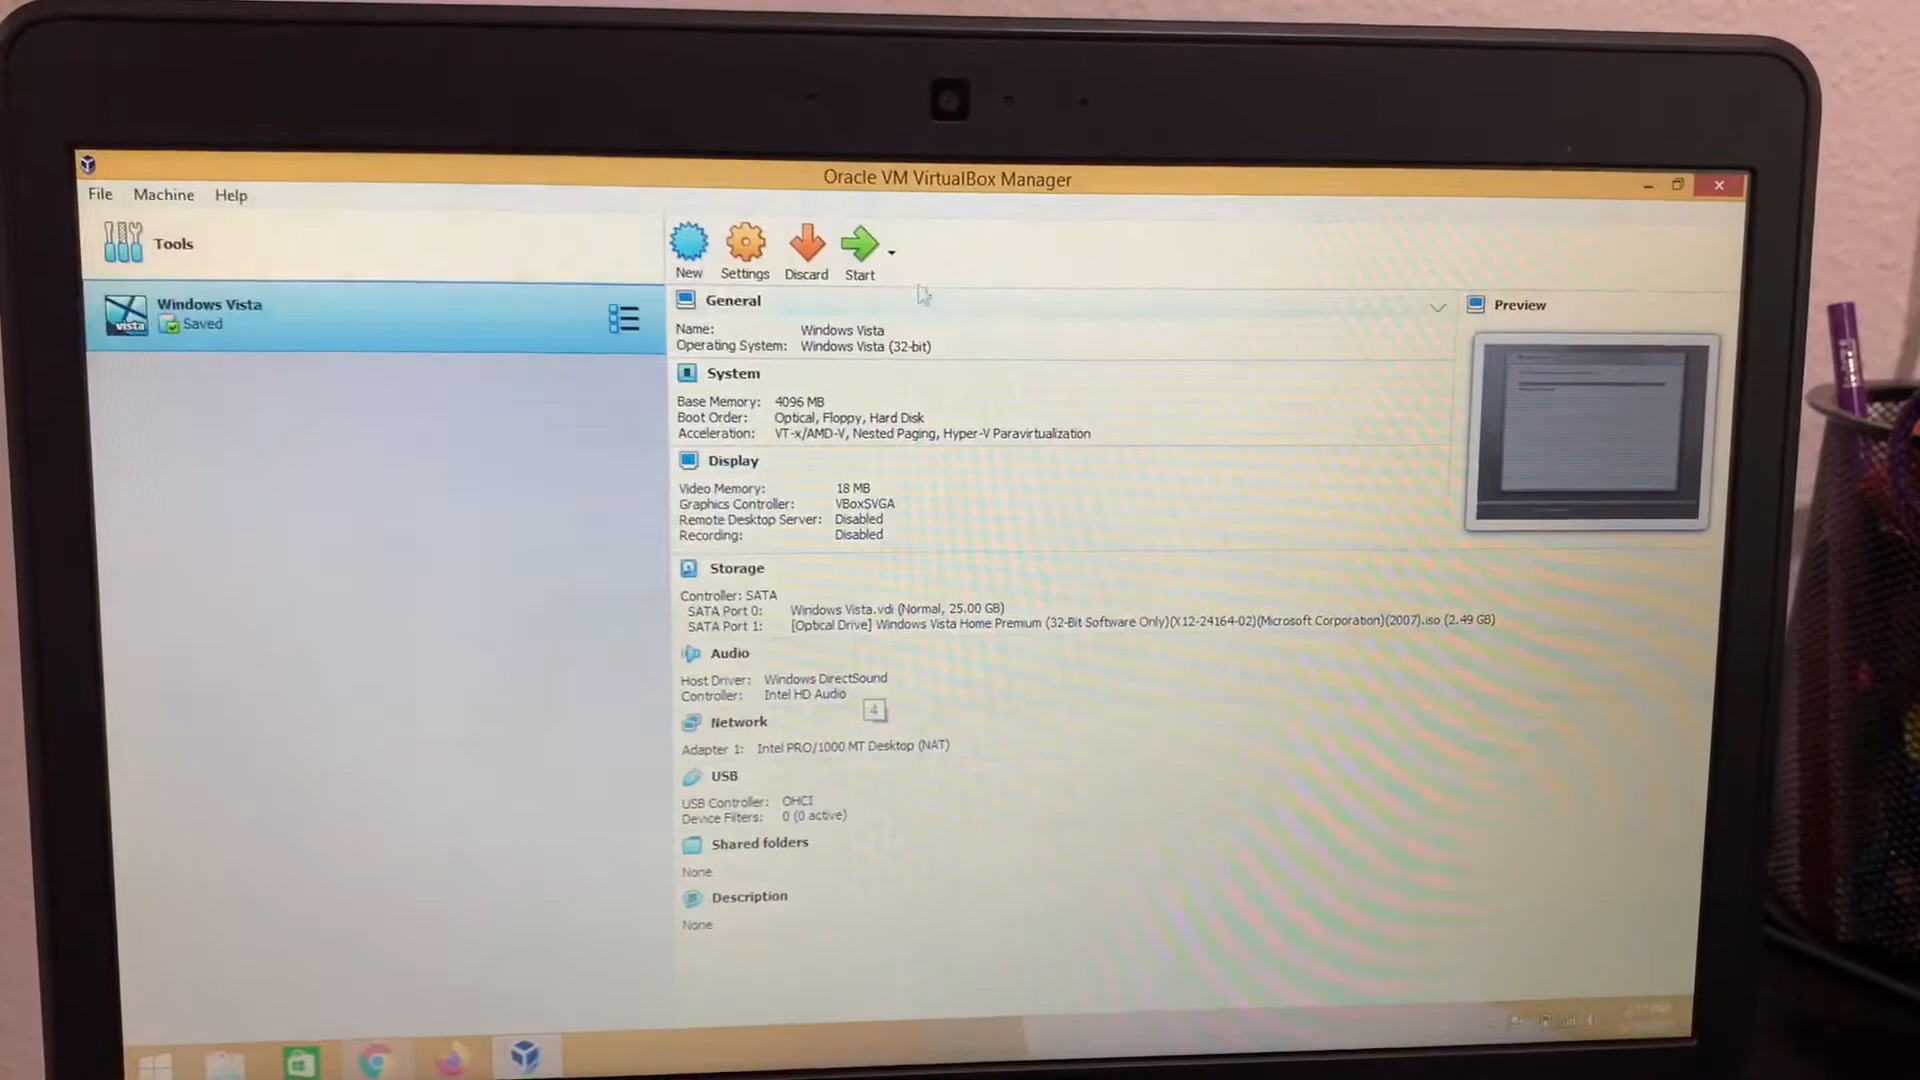 Oracle VM VirtualBox Manager
File Machine Help
Tools
New Settings Discard Start
Windows Vista
Saved
vista
General
Name: Windows Vista
Operating System: Windows Vista (32-bit)
System
Base Memory: 4096 MB
Boot Order: Optical, Floppy, Hard Disk
Acceleration: VT-x/AMD-V, Nested Paging, Hyper-V Paravirtualization
Display
Video Memory: 18 MB
Graphics Controller: VBoxSVGA
Remote Desktop Server: Disabled
Recording: Disabled
Storage
Controller: SATA
SATA Port 0: Windows Vista.vdi (Normal, 25.00 GB)
SATA Port 1: [Optical Drive] Windows Vista Home Premium (32-Bit Software Only)(X12-24164-02)(Microsoft Corporation)(2007).iso (2.49 GB)
Audio
Host Driver: Windows DirectSound
Controller: Intel HD Audio
4
Network
Adapter 1: Intel PRO/1000 MT Desktop (NAT)
USB
USB Controller: OHCI
Device Filters: 0 (0 active)
Shared folders
None
Description
None
Preview